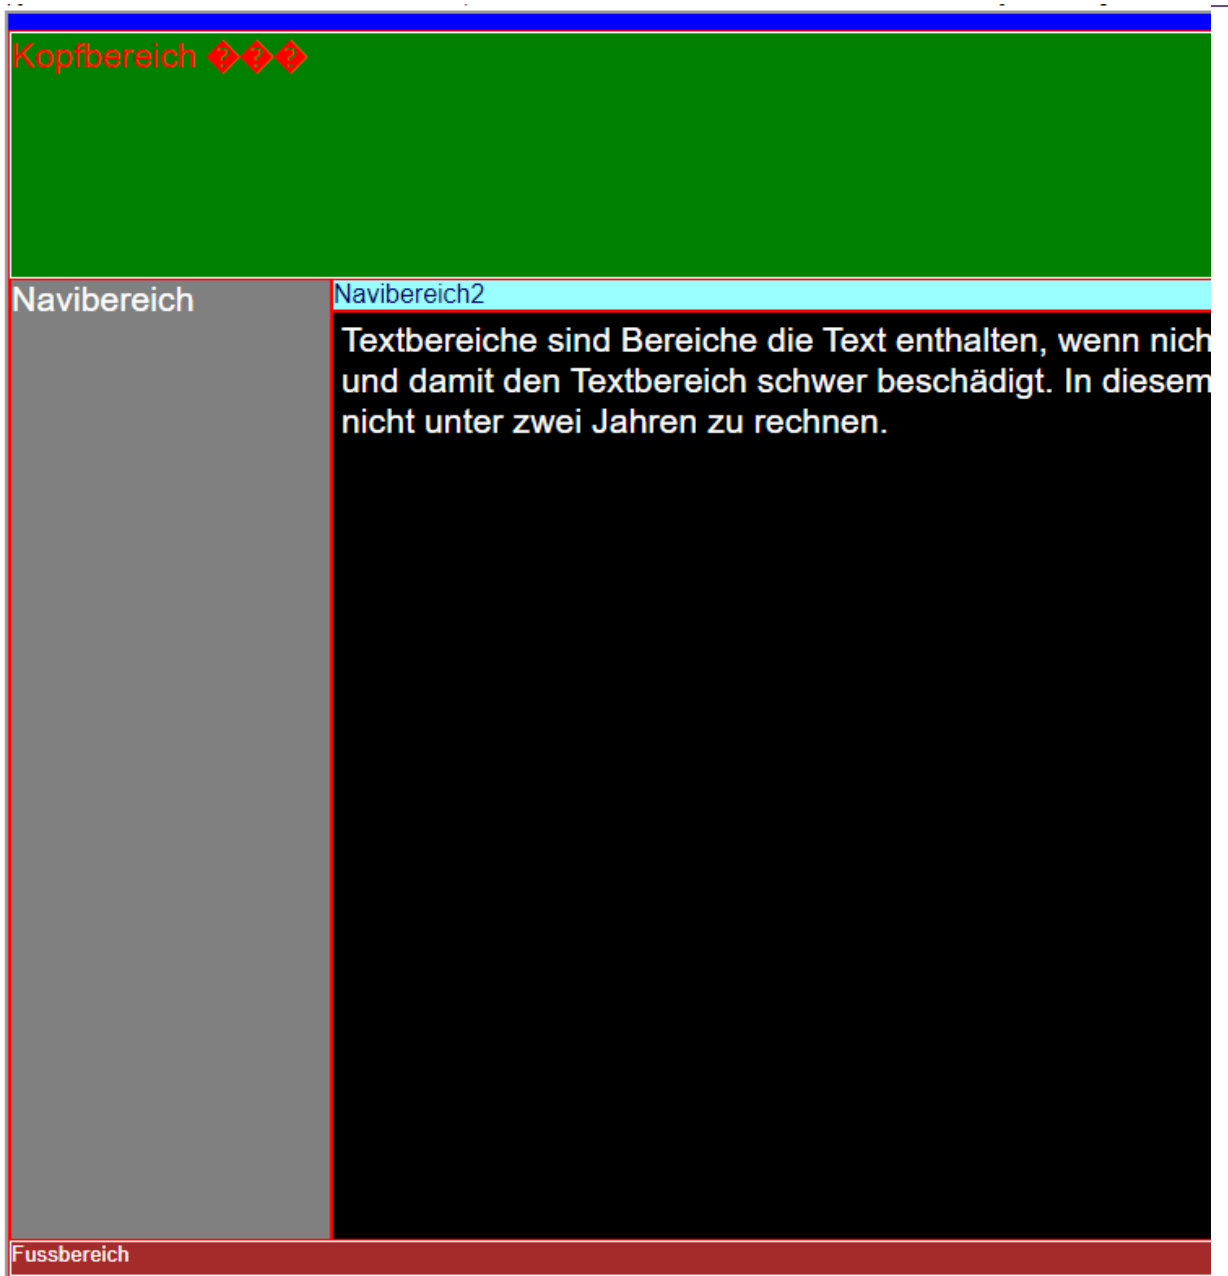 Kopfbereich ���
Navibereich
Navibereich2
Textbereiche sind Bereiche die Text enthalten, wenn nich
und damit den Textbereich schwer beschädigt. In diesem
nicht unter zwei Jahren zu rechnen.
Fussbereich